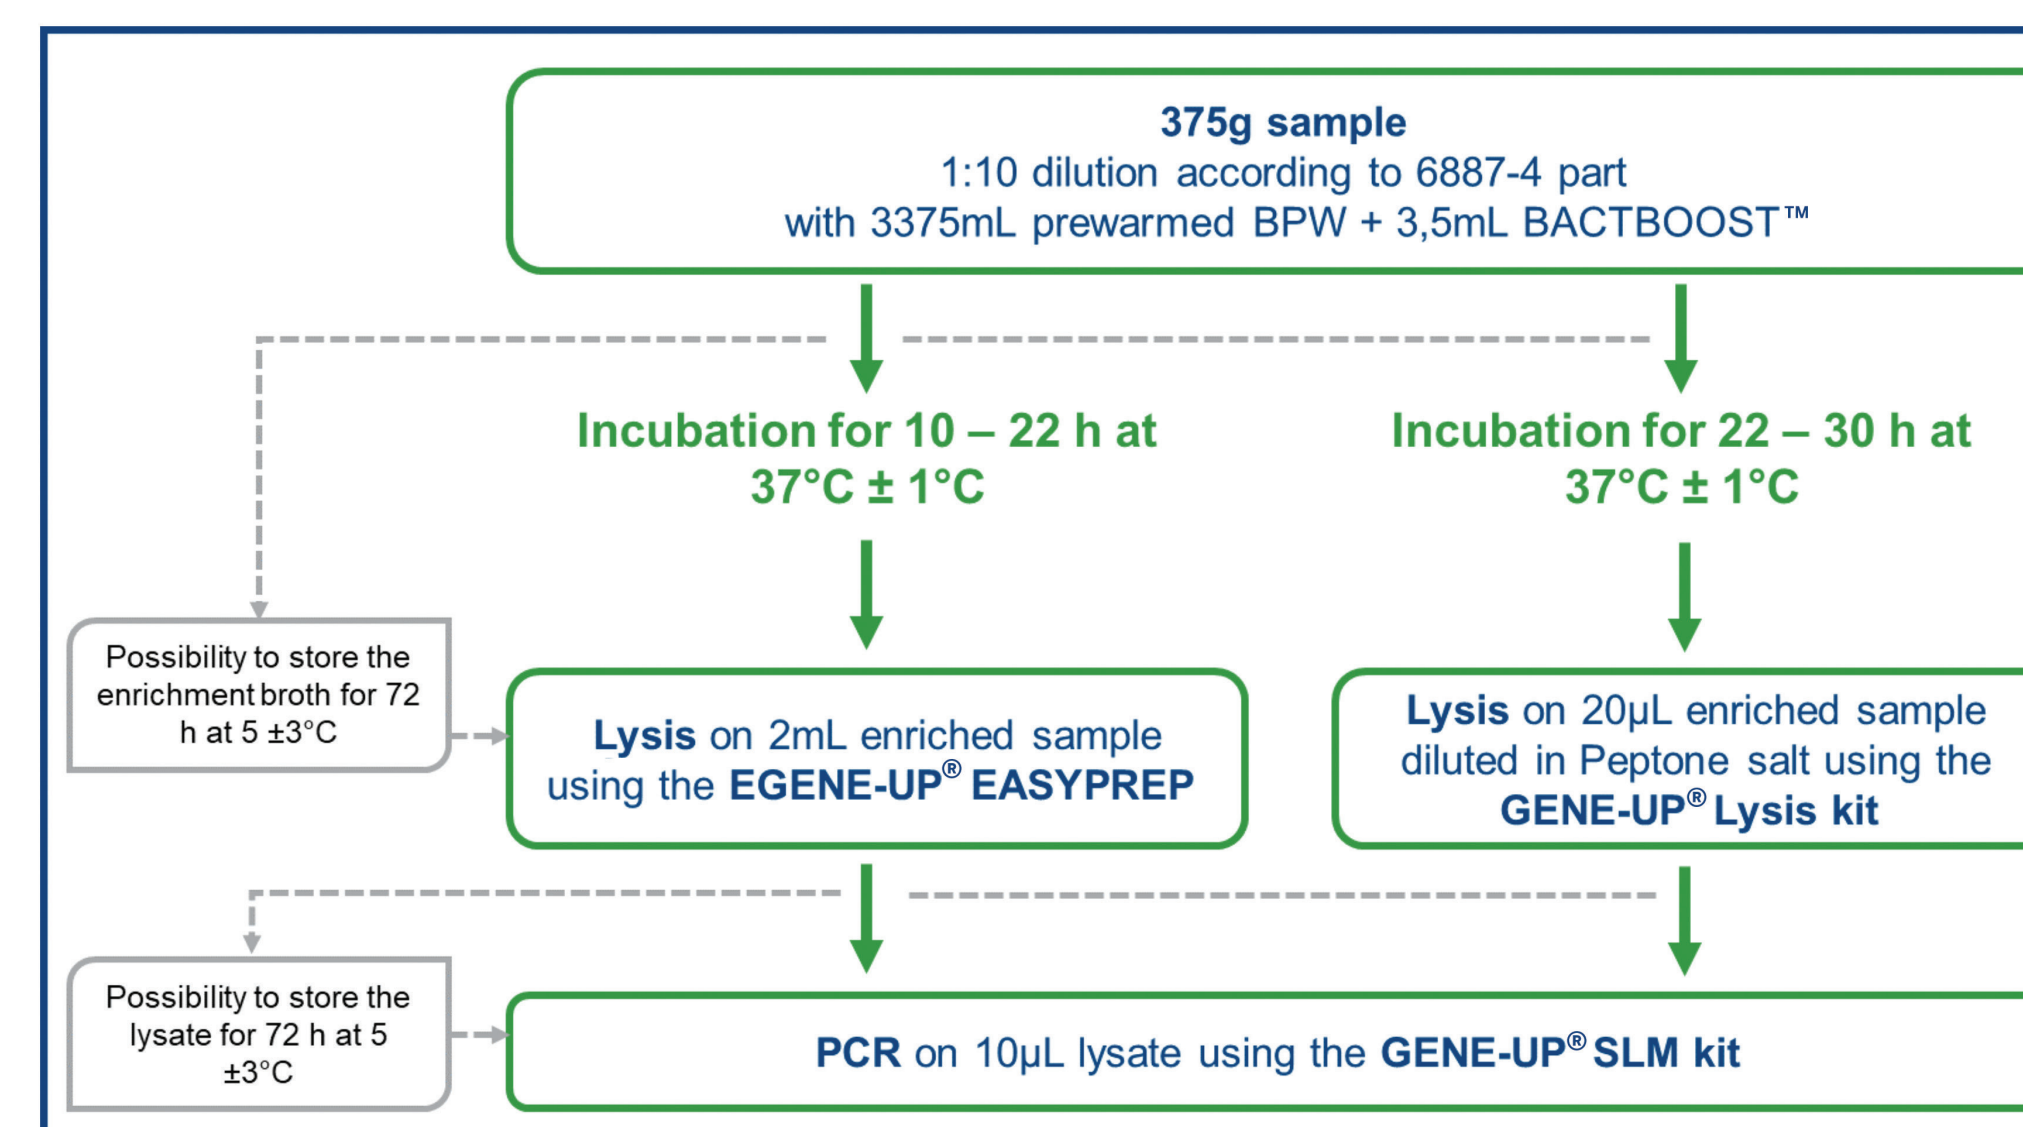 375g sample
1:10 dilution according to 6887-4 part
with 3375mL prewarmed BPW + 3,5mL BACTBOOST™
Incubation for 10 – 22 h at
37°C ± 1°C
Incubation for 22 – 30 h at
37°C ± 1°C
Possibility to store the
enrichment broth for 72
h at 5 ±3°C
Lysis on 2mL enriched sample
using the EGENE-UP® EASYPREP
Lysis on 20µL enriched sample
diluted in Peptone salt using the
GENE-UP® Lysis kit
Possibility to store the
lysate for 72 h at 5
±3°C
PCR on 10µL lysate using the GENE-UP® SLM kit